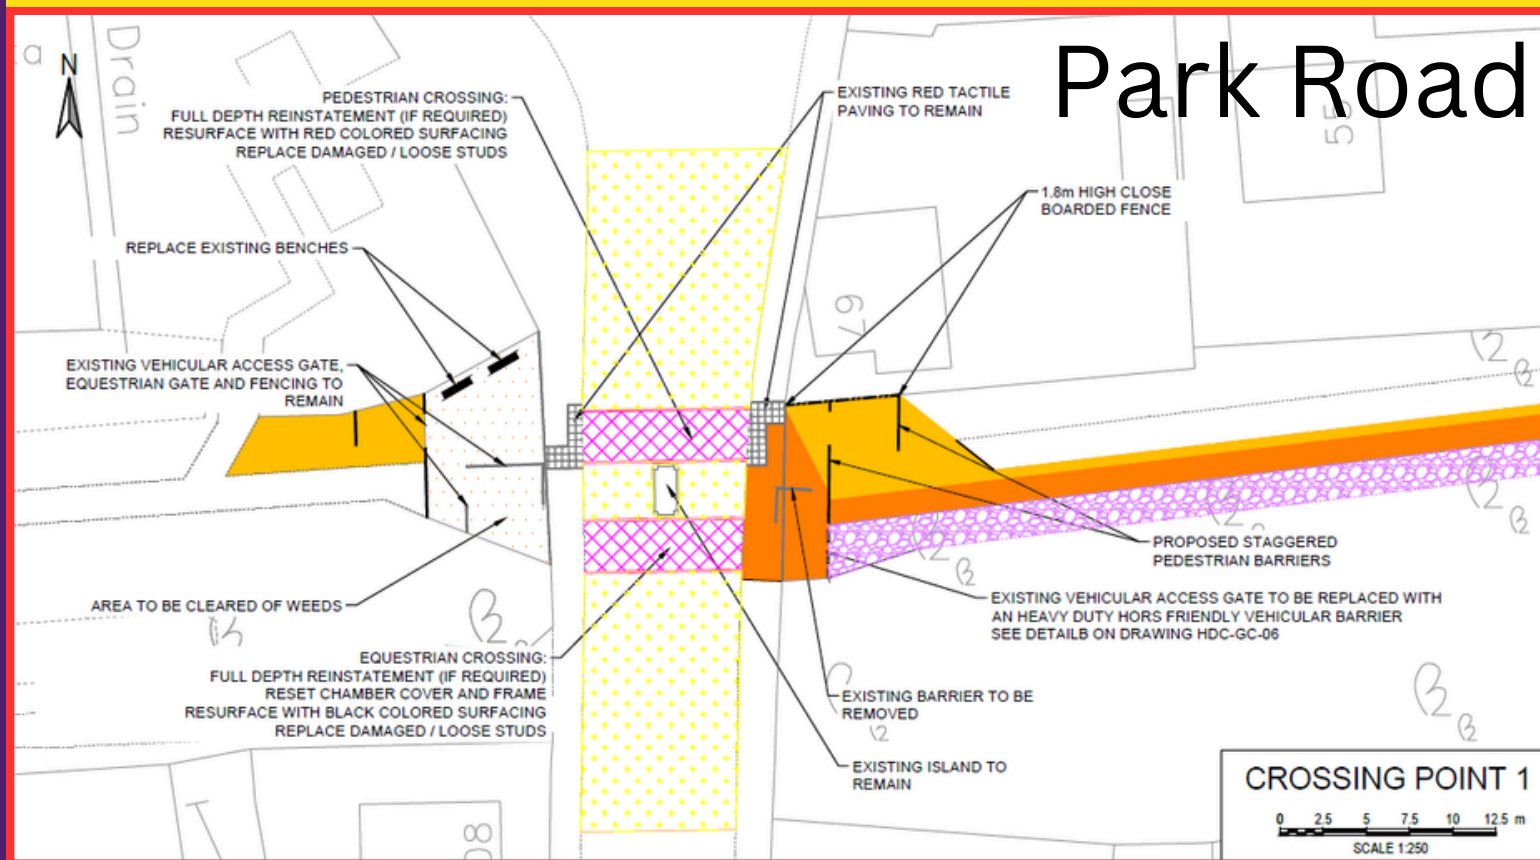 Park Road
N
Drain
PEDESTRIAN CROSSING:
FULL DEPTH REINSTATEMENT (IF REQUIRED)
RESURFACE WITH RED COLORED SURFACING
REPLACE DAMAGED / LOOSE STUDS
EXISTING RED TACTILE
PAVING TO REMAIN
55
1.8m HIGH CLOSE
BOARDED FENCE
REPLACE EXISTING BENCHES
67
EXISTING VEHICULAR ACCESS GATE,
EQUESTRIAN GATE AND FENCING TO
REMAIN
PROPOSED STAGGERED
PEDESTRIAN BARRIERS
AREA TO BE CLEARED OF WEEDS
EXISTING VEHICULAR ACCESS GATE TO BE REPLACED WITH
AN HEAVY DUTY HORS FRIENDLY VEHICULAR BARRIER
SEE DETAILB ON DRAWING HDC-GC-06
EQUESTRIAN CROSSING:
FULL DEPTH REINSTATEMENT (IF REQUIRED)
RESET CHAMBER COVER AND FRAME
RESURFACE WITH BLACK COLORED SURFACING
REPLACE DAMAGED / LOOSE STUDS
EXISTING BARRIER TO BE
REMOVED
EXISTING ISLAND TO
REMAIN
CROSSING POINT 1
0 2.5 5 7.5 10 12.5 m
SCALE 1:250